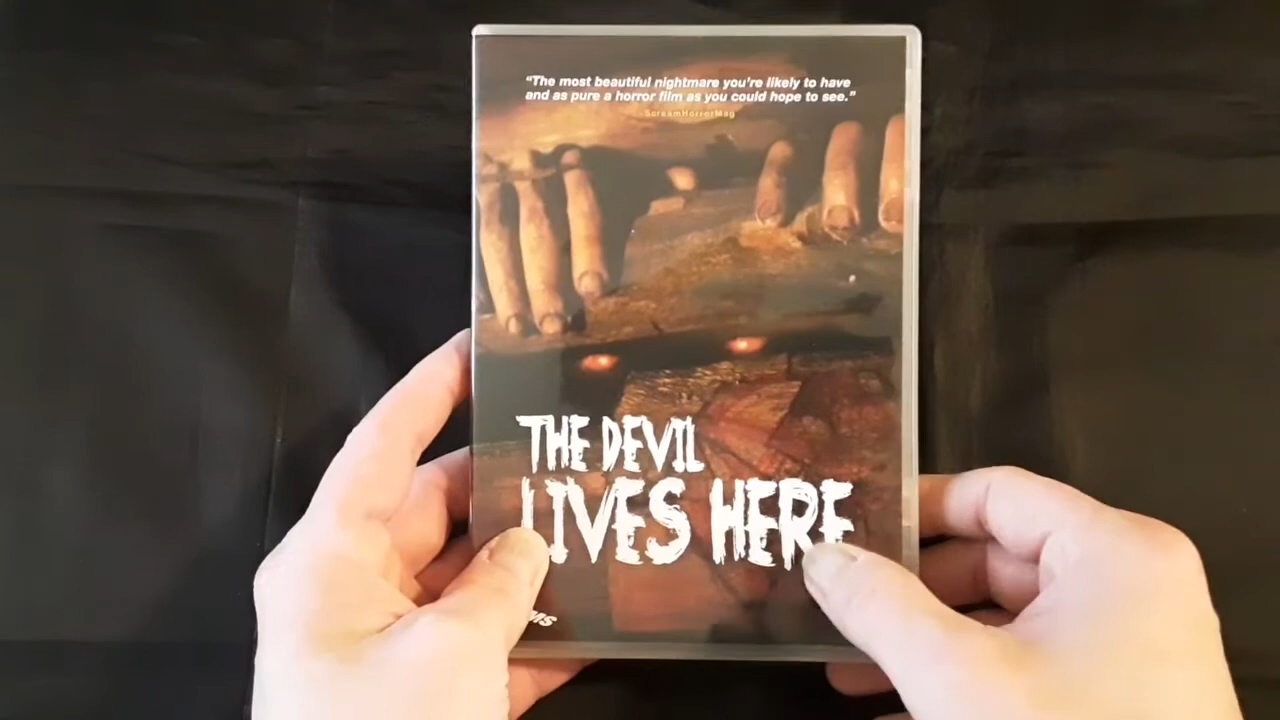 “The most beautiful nightmare you’re likely to have
and as pure a horror film as you could hope to see.”
-ScreamHorrorMag
THE DEVIL
LIVES HERE